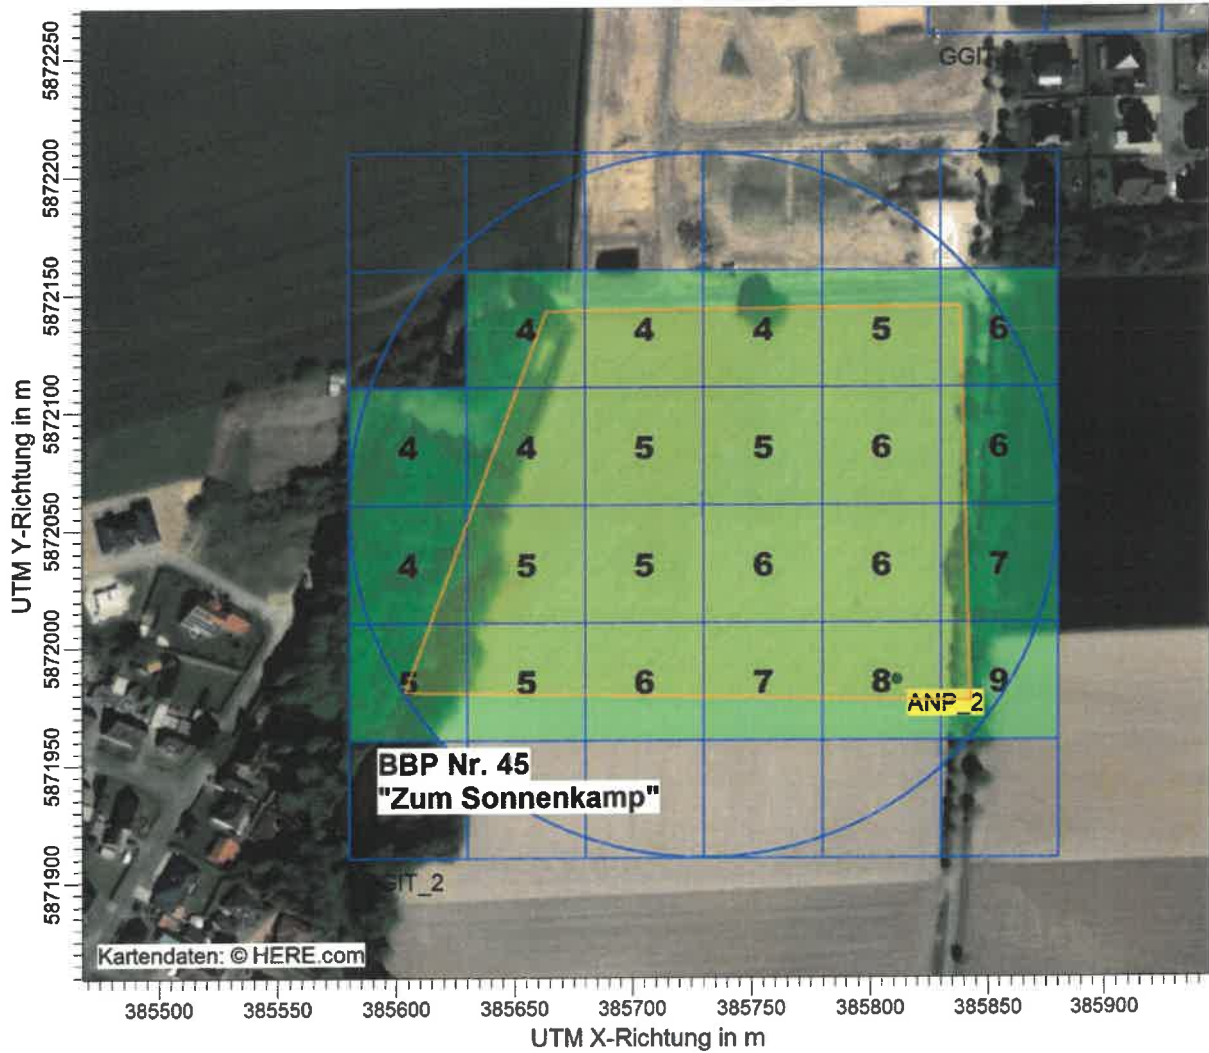 UTM Y-Richtung in m
5872250
5872200
5872150
5872100
5872050
5872000
5871950
5871900
4 4 4 5 6
4 4 5 5 6 6
4 5 5 6 6 7
5 5 6 7 8 9
ANP_2
BBP Nr. 45
"Zum Sonnenkamp"
GIT_2
Kartendaten: © HERE.com
385500 385550 385600 385650 385700 385750 385800 385850 385900
UTM X-Richtung in m